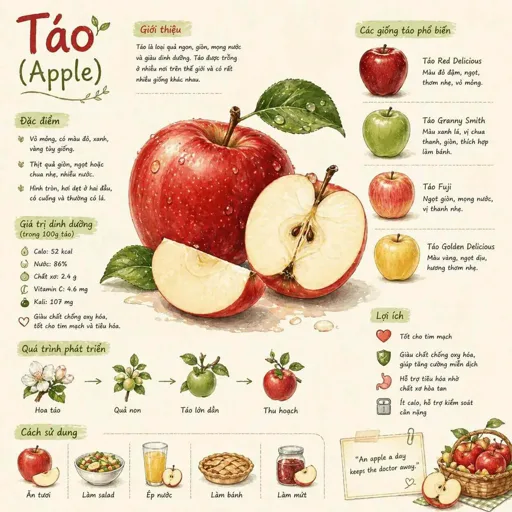 Táo
(Apple)
Giới thiệu
Táo là loại quả ngon, giòn, mọng nước
và giàu dinh dưỡng. Táo được trồng
ở nhiều nơi trên thế giới và có rất
nhiều giống khác nhau.
Đặc điểm
Vỏ mỏng, có màu đỏ, xanh,
vàng tùy giống.
Thịt quả giòn, ngọt hoặc
chua nhẹ, nhiều nước.
Hình tròn, hơi dẹt ở hai đầu,
có cuống và thường có lá.
Giá trị dinh dưỡng
(trong 100g táo)
Calo: 52 kcal
Nước: 86%
Chất xơ: 2.4 g
Vitamin C: 4.6 mg
Kali: 107 mg
Giàu chất chống oxy hóa,
tốt cho tim mạch và tiêu hóa.
Các giống táo phổ biến
Táo Red Delicious
Màu đỏ đậm, ngọt,
thơm nhẹ, vỏ mỏng.
Táo Granny Smith
Màu xanh lá, vị chua
thanh, giòn, thích hợp
làm bánh.
Táo Fuji
Ngọt giòn, mọng nước,
vị thanh nhẹ.
Táo Golden Delicious
Màu vàng, ngọt dịu,
hương thơm nhẹ.
Lợi ích
Tốt cho tim mạch
Giàu chất chống oxy hóa,
giúp tăng cường miễn dịch
Hỗ trợ tiêu hóa nhờ
chất xơ hòa tan
Ít calo, hỗ trợ kiểm soát
cân nặng
Quá trình phát triển
Hoa táo
Quả non
Táo lớn dần
Thu hoạch
Cách sử dụng
Ăn tươi
Làm salad
Ép nước
Làm bánh
Làm mứt
"An apple a day
keeps the doctor away."